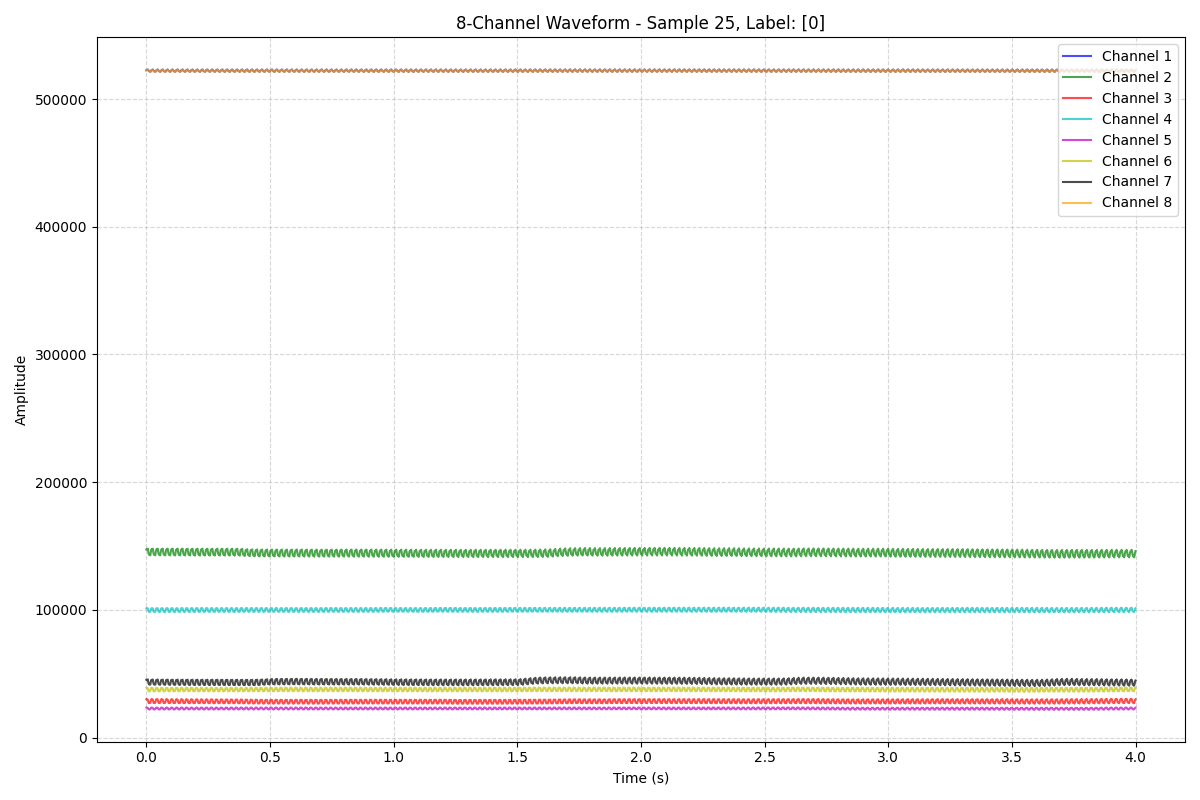 8-Channel Waveform - Sample 25, Label: [0]
Channel 1
Channel 2
Channel 3
Channel 4
Channel 5
Channel 6
Channel 7
Channel 8
Amplitude
500000
400000
300000
200000
100000
0
0.0 0.5 1.0 1.5 2.0 2.5 3.0 3.5 4.0
Time (s)